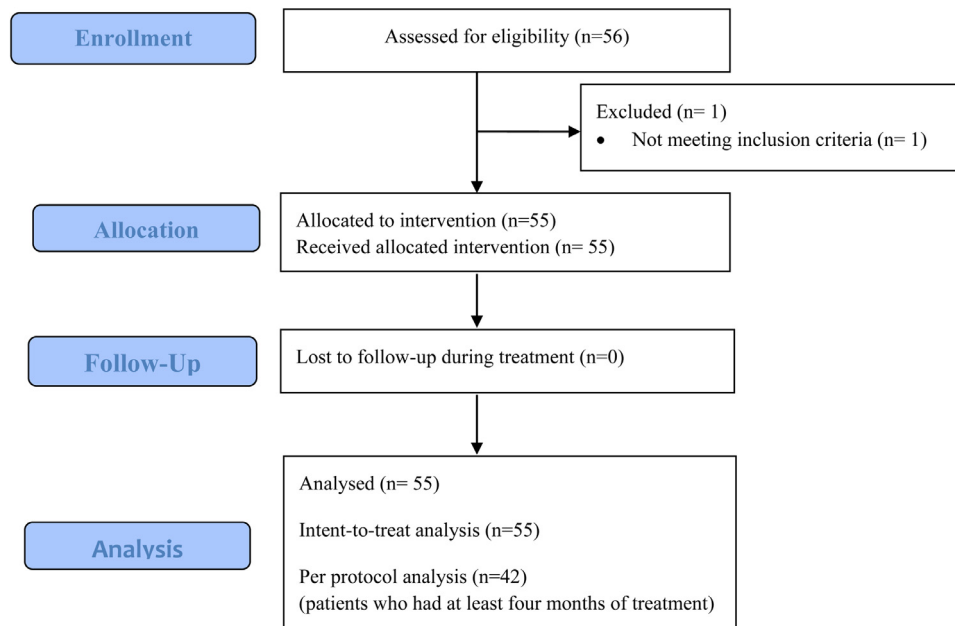 Enrollment
Assessed for eligibility (n=56)
Excluded (n= 1)
• Not meeting inclusion criteria (n= 1)
Allocation
Allocated to intervention (n=55)
Received allocated intervention (n= 55)
Follow-Up
Lost to follow-up during treatment (n=0)
Analysis
Analysed (n= 55)
Intent-to-treat analysis (n=55)
Per protocol analysis (n=42)
(patients who had at least four months of treatment)